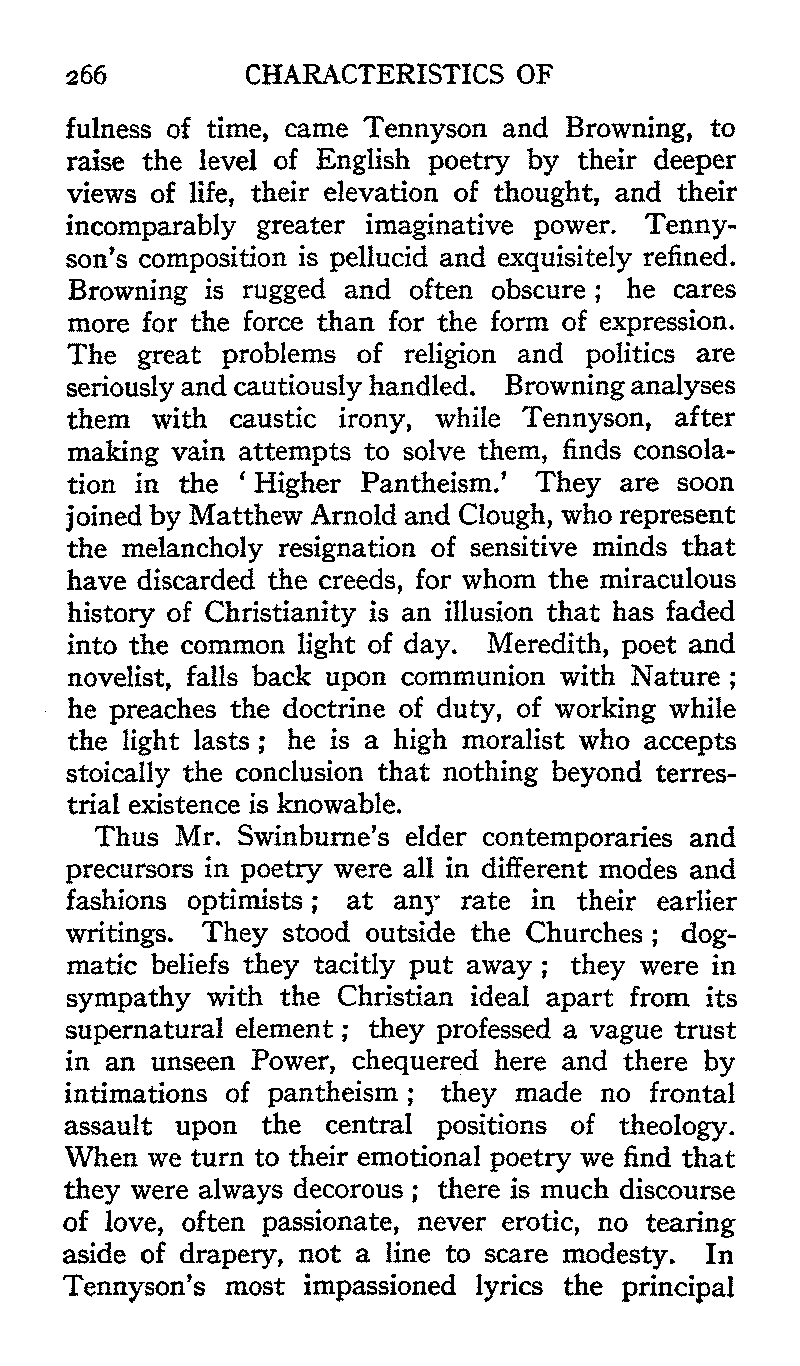 266 CHARACTERISTICS OF
fulness of time, came Tennyson and Browning, to
raise the level of English poetry by their deeper
views of life, their elevation of thought, and their
incomparably greater imaginative power. Tenny-
son's composition is pellucid and exquisitely refined.
Browning is rugged and often obscure ; he cares
more for the force than for the form of expression.
The great problems of religion and politics are
seriously and cautiously handled. Browning analyses
them with caustic irony, while Tennyson, after
making vain attempts to solve them, finds consola-
tion in the ' Higher Pantheism.' They are soon
joined by Matthew Arnold and Clough, who represent
the melancholy resignation of sensitive minds that
have discarded the creeds, for whom the miraculous
history of Christianity is an illusion that has faded
into the common light of day. Meredith, poet and
novelist, falls back upon communion with Nature ;
he preaches the doctrine of duty, of working while
the light lasts ; he is a high moralist who accepts
stoically the conclusion that nothing beyond terres-
trial existence is knowable.
Thus Mr. Swinburne's elder contemporaries and
precursors in poetry were all in different modes and
fashions optimists ; at any rate in their earlier
writings. They stood outside the Churches ; dog-
matic beliefs they tacitly put away ; they were in
sympathy with the Christian ideal apart from its
supernatural element ; they professed a vague trust
in an unseen Power, chequered here and there by
intimations of pantheism ; they made no frontal
assault upon the central positions of theology.
When we turn to their emotional poetry we find that
they were always decorous ; there is much discourse
of love, often passionate, never erotic, no tearing
aside of drapery, not a line to scare modesty. In
Tennyson's most impassioned lyrics the principal